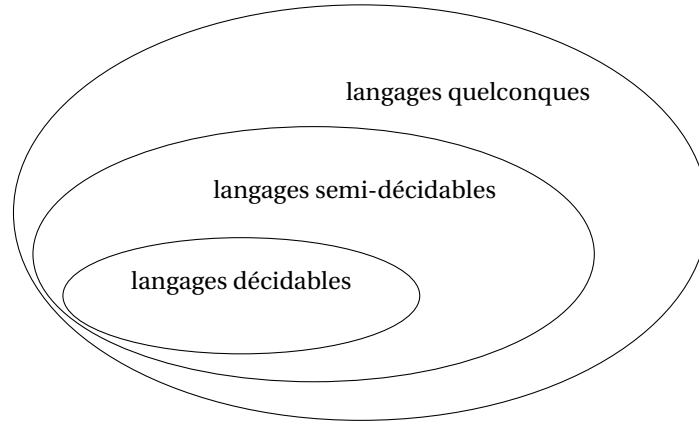 langages quelconques
langages semi-décidables
langages décidables